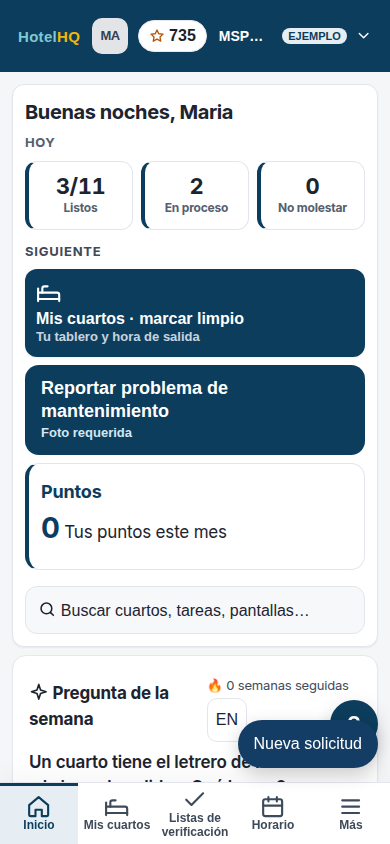 HotelHQ MA 735 MSP… EJEMPLO
Buenas noches, Maria
HOY
3/11 2 0
Listos En proceso No molestar
SIGUIENTE
Mis cuartos · marcar limpio
Tu tablero y hora de salida
Reportar problema de
mantenimiento
Foto requerida
Puntos
0 Tus puntos este mes
Buscar cuartos, tareas, pantallas…
Pregunta de la
semana
🔥 0 semanas seguidas
EN
Nueva solicitud
Un cuarto tiene el letrero de
Inicio
Mis cuartos
Listas de
verificación
Horario
Más